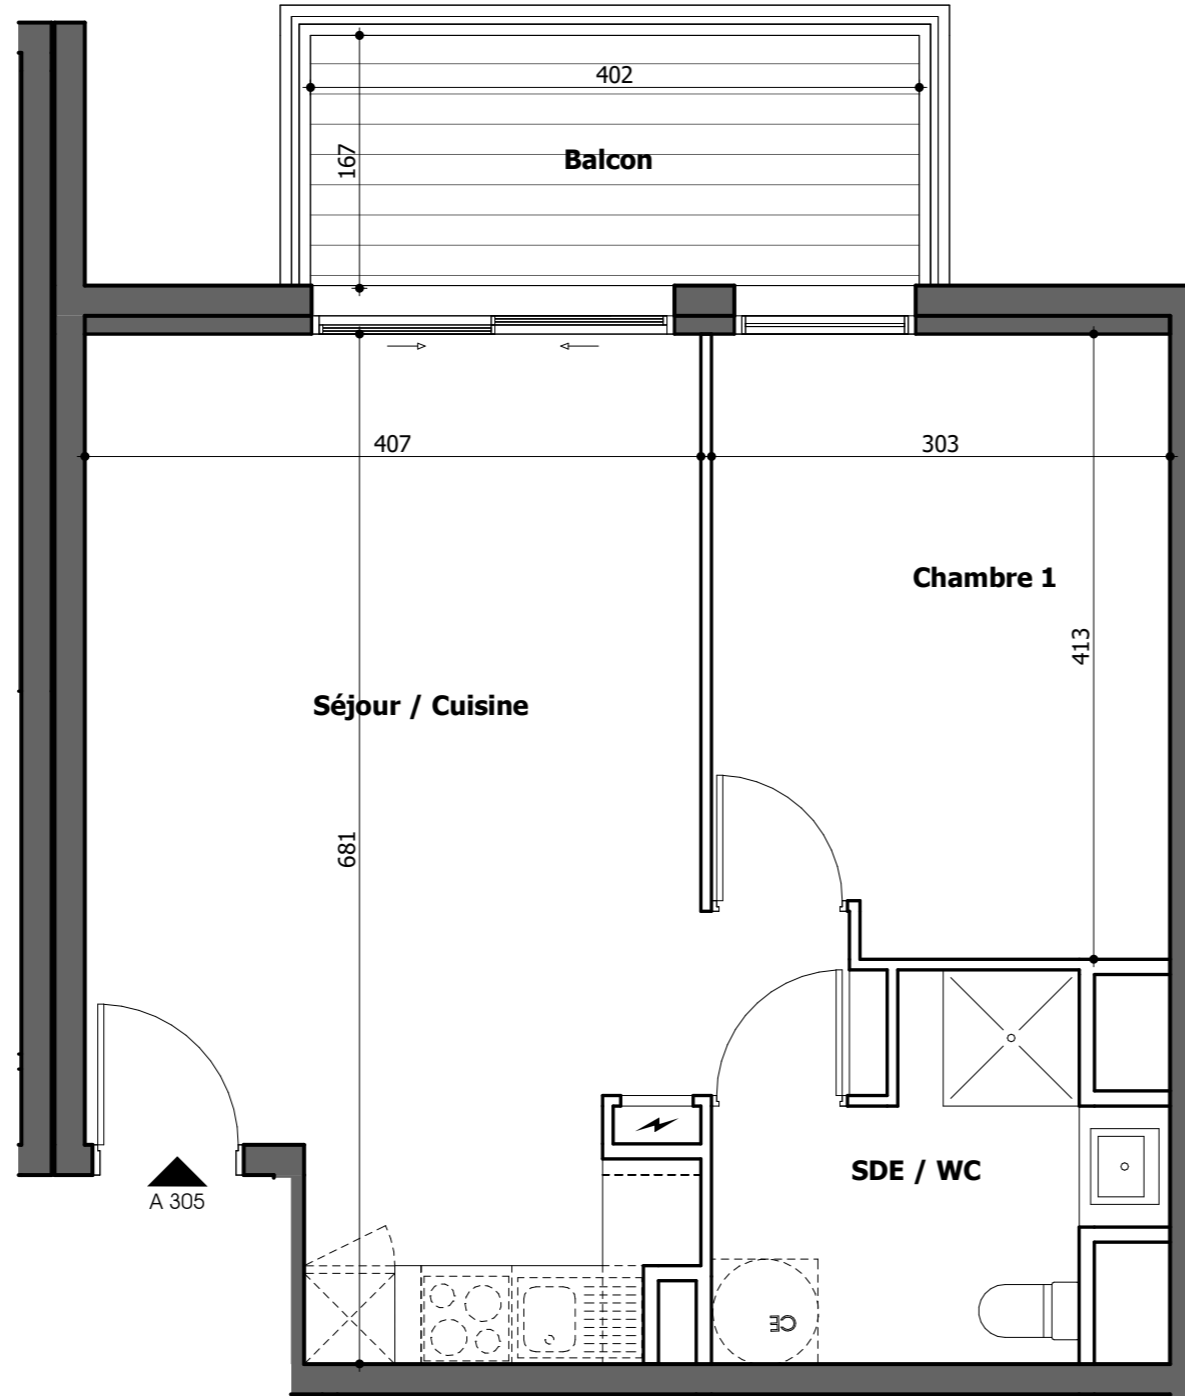 402
167
Balcon
407
303
Chambre 1
413
Séjour / Cuisine
681
SDE / WC
A 305
CE